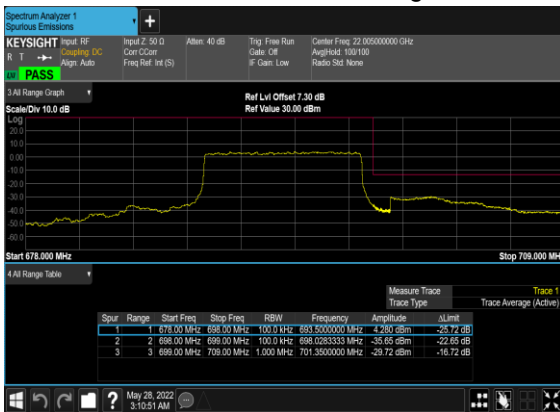 Spectrum Analyzer 1
Spurious Emissions
KEYSIGHT
R T
LU PASS
Input: RF
Coupling: DC
Align: Auto
Input Z: 50 Ω
Corr CCorr
Freq Ref: Int (S)
Atten: 40 dB
Trig: Free Run
Gate: Off
IF Gain: Low
Center Freq: 22.005000000 GHz
Avg|Hold: 100/100
Radio Std: None
3 All Range Graph
Scale/Div 10.0 dB
Ref Lvl Offset 7.30 dB
Ref Value 30.00 dBm
Log
20.0
10.0
0.00
-10.0
-20.0
-30.0
-40.0
-50.0
-60.0
Start 678.000 MHz
Stop 709.000 MH
4 All Range Table
Measure Trace Trace 1
Trace Type Trace Average (Active)
Spur Range Start Freq Stop Freq RBW Frequency Amplitude ΔLimit
1 1 678.00 MHz 698.00 MHz 100.0 kHz 693.5000000 MHz 4.280 dBm -25.72 dB
2 2 698.00 MHz 699.00 MHz 100.0 kHz 698.0283333 MHz -35.65 dBm -22.65 dB
3 3 699.00 MHz 709.00 MHz 1.000 MHz 701.3500000 MHz -29.72 dBm -16.72 dB
?
May 28, 2022
3:10:51 AM